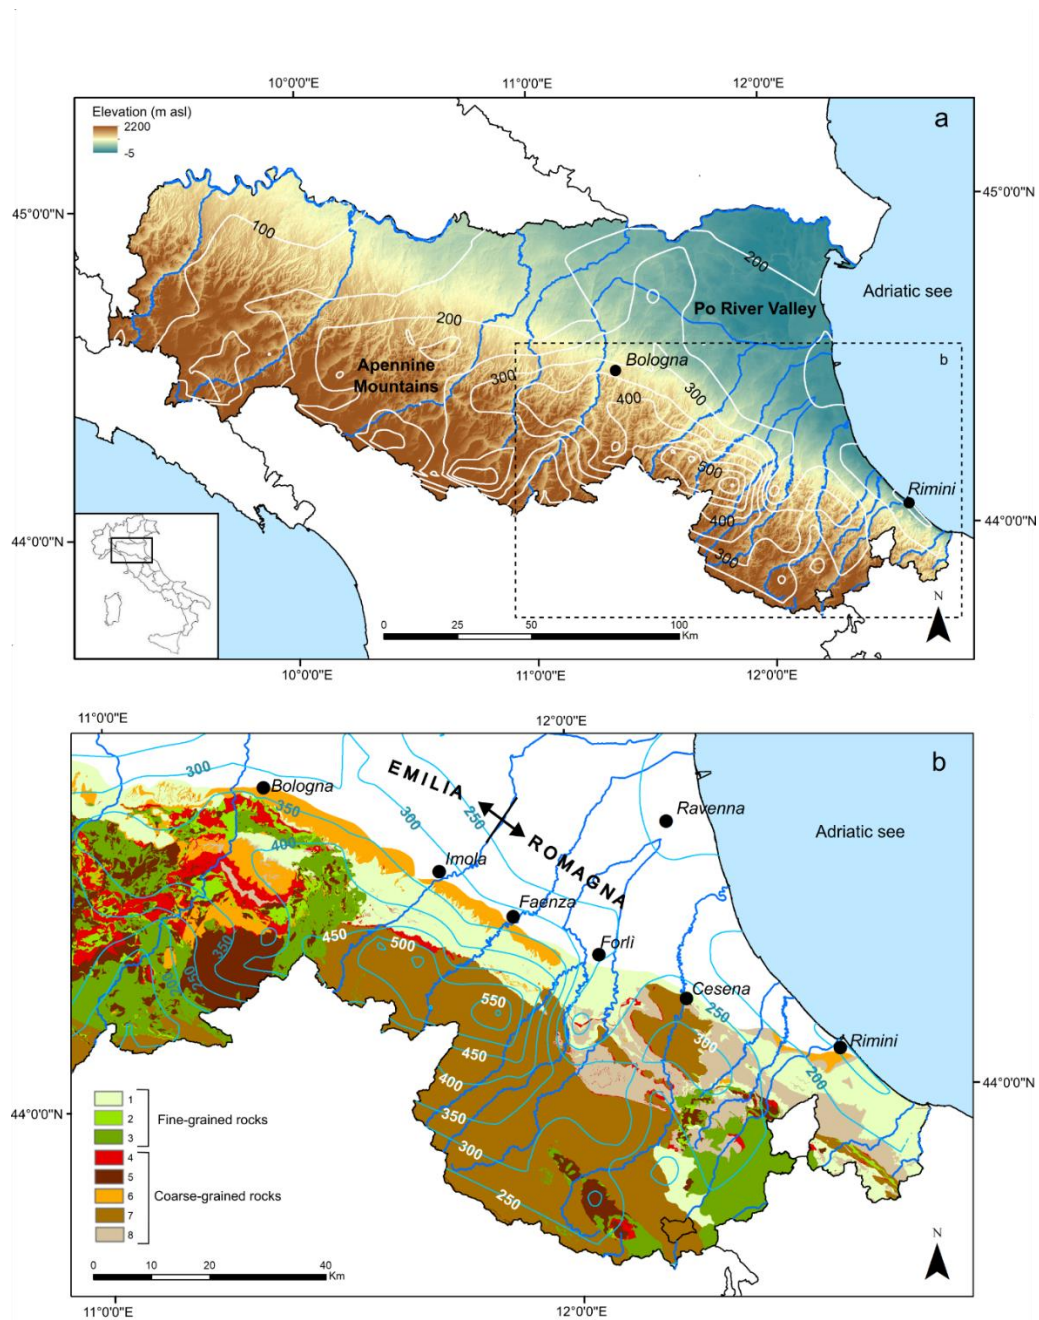 10°0'0"E
11°0'0"E
12°0'0"E
Elevation (m asl)
2200
-5
a
45°0'0"N
45°0'0"N
100
200
200
Adriatic see
Po River Valley
Apennine
Mountains
300
Bologna
b
300
400
500
Rimini
400
300
44°0'0"N
44°0'0"N
N
0
25
50
100
Km
10°0'0"E
11°0'0"E
12°0'0"E
11°0'0"E
12°0'0"E
b
300
EMILIA
Bologna
350
300
250
Ravenna
Adriatic see
400
Imola
ROMAGNA
Faenza
450
500
Forlì
350
Cesena
550
250
300
Rimini
450
400
200
350
44°0'0"N
44°0'0"N
300
250
1
2
Fine-grained rocks
3
4
5
6
Coarse-grained rocks
7
8
N
0
10
20
40
Km
11°0'0"E
12°0'0"E